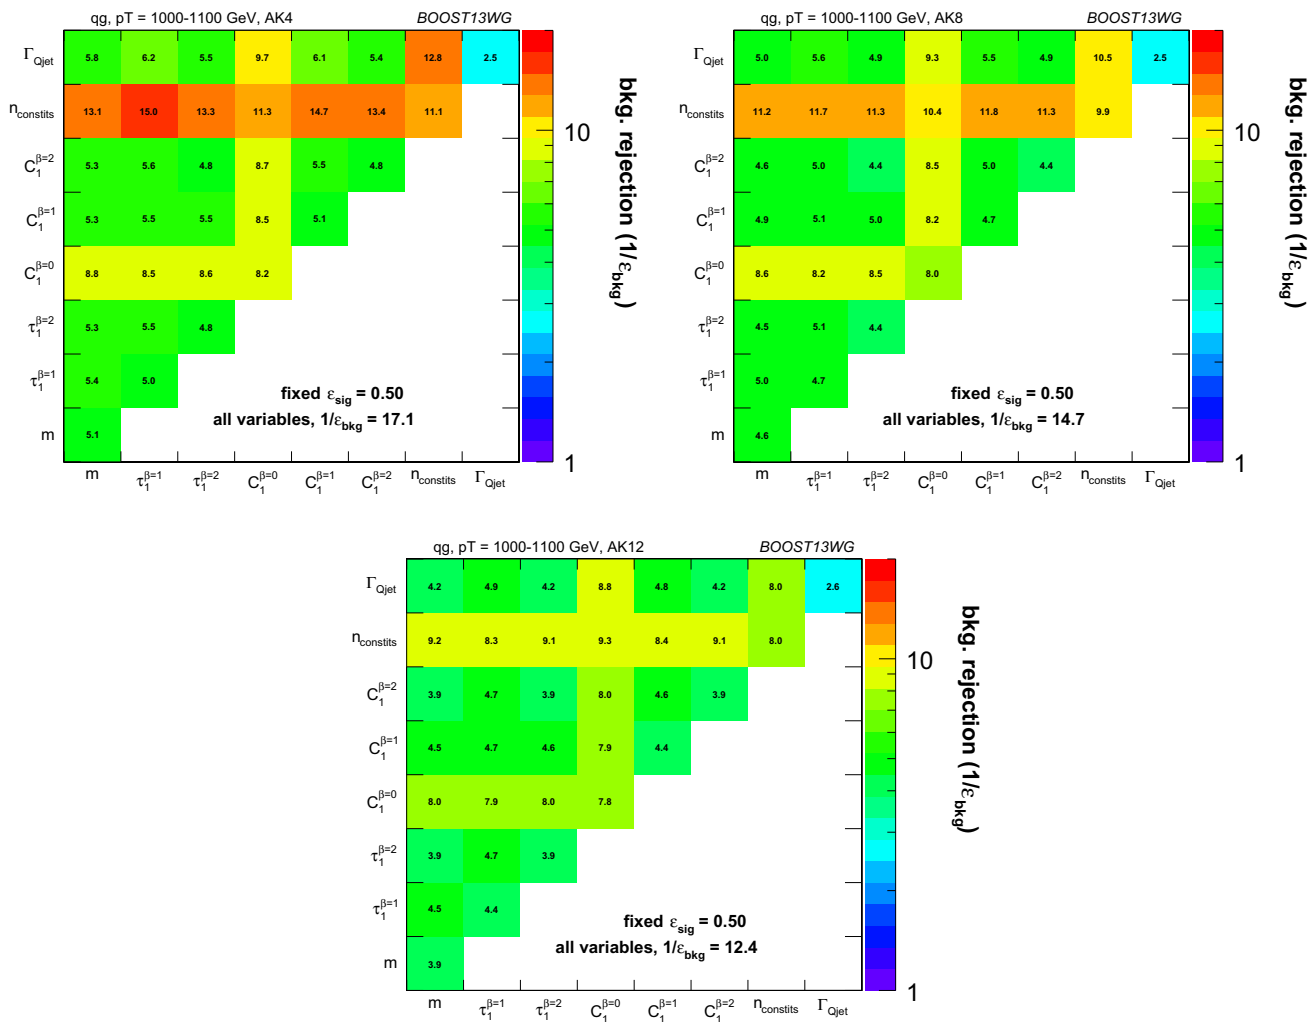 qg, pT = 1000-1100 GeV, AK4 BOOST13WG
Γ_Qjet 5.8 6.2 5.5 9.7 6.1 5.4 12.8 2.5
n_constits 13.1 15.0 13.3 11.3 14.7 13.4 11.1
C_1^β=2 5.3 5.6 4.8 8.7 5.5 4.8
C_1^β=1 5.3 5.5 5.5 8.5 5.1
C_1^β=0 8.8 8.5 8.6 8.2
τ_1^β=2 5.3 5.5 4.8
τ_1^β=1 5.4 5.0
m 5.1
fixed ε_sig = 0.50
all variables, 1/ε_bkg = 17.1
m τ_1^β=1 τ_1^β=2 C_1^β=0 C_1^β=1 C_1^β=2 n_constits Γ_Qjet
10
1
bkg. rejection (1/ε_bkg)
qg, pT = 1000-1100 GeV, AK8 BOOST13WG
Γ_Qjet 5.0 5.6 4.9 9.3 5.5 4.9 10.5 2.5
n_constits 11.2 11.7 11.3 10.4 11.8 11.3 9.9
C_1^β=2 4.6 5.0 4.4 8.5 5.0 4.4
C_1^β=1 4.9 5.1 5.0 8.2 4.7
C_1^β=0 8.6 8.2 8.5 8.0
τ_1^β=2 4.5 5.1 4.4
τ_1^β=1 5.0 4.7
m 4.6
fixed ε_sig = 0.50
all variables, 1/ε_bkg = 14.7
m τ_1^β=1 τ_1^β=2 C_1^β=0 C_1^β=1 C_1^β=2 n_constits Γ_Qjet
10
1
bkg. rejection (1/ε_bkg)
qg, pT = 1000-1100 GeV, AK12 BOOST13WG
Γ_Qjet 4.2 4.9 4.2 8.8 4.8 4.2 8.0 2.6
n_constits 9.2 8.3 9.1 9.3 8.4 9.1 8.0
C_1^β=2 3.9 4.7 3.9 8.0 4.6 3.9
C_1^β=1 4.5 4.7 4.6 7.9 4.4
C_1^β=0 8.0 7.9 8.0 7.8
τ_1^β=2 3.9 4.7 3.9
τ_1^β=1 4.5 4.4
m 3.9
fixed ε_sig = 0.50
all variables, 1/ε_bkg = 12.4
m τ_1^β=1 τ_1^β=2 C_1^β=0 C_1^β=1 C_1^β=2 n_constits Γ_Qjet
10
1
bkg. rejection (1/ε_bkg)